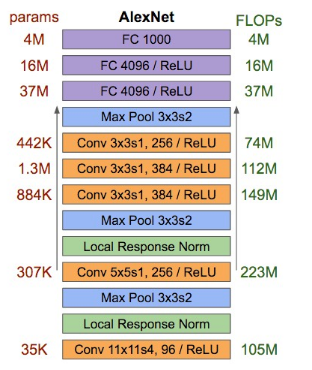 params AlexNet FLOPs
4M FC 1000 4M
16M FC 4096 / ReLU 16M
37M FC 4096 / ReLU 37M
Max Pool 3x3s2
442K Conv 3x3s1, 256 / ReLU 74M
1.3M Conv 3x3s1, 384 / ReLU 112M
884K Conv 3x3s1, 384 / ReLU 149M
Max Pool 3x3s2
Local Response Norm
307K Conv 5x5s1, 256 / ReLU 223M
Max Pool 3x3s2
Local Response Norm
35K Conv 11x11s4, 96 / ReLU 105M